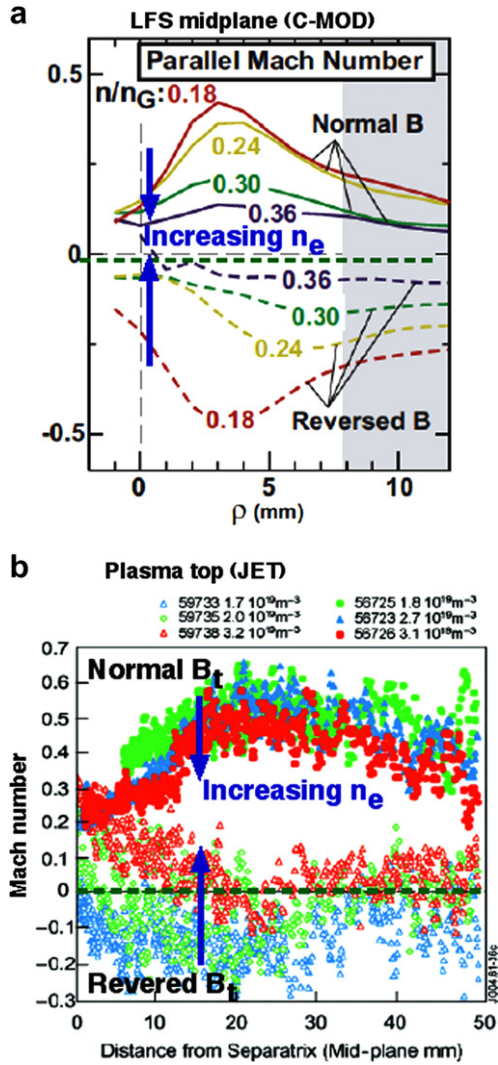 a
LFS midplane (C-MOD)
Parallel Mach Number
0.5
n/nG: 0.18
Normal B
0.24
0.30
0.36
Increasing ne
0
0.36
0.30
0.24
0.18
Reversed B
-0.5
0 5 10
ρ (mm)
b
Plasma top (JET)
59733 1.7 10¹⁹m⁻³ 56725 1.8 10¹⁹m⁻³
59735 2.0 10¹⁹m⁻³ 56723 2.7 10¹⁹m⁻³
59738 3.2 10¹⁹m⁻³ 56726 3.1 10¹⁹m⁻³
0.7
Normal Bt
0.6
0.5
0.4
Increasing ne
0.3
0.2
0.1
0
-0.1
-0.2
Revered Bt
-0.3
Mach number
0 10 20 30 40 50
Distance from Separatrix (Mid-plane mm)